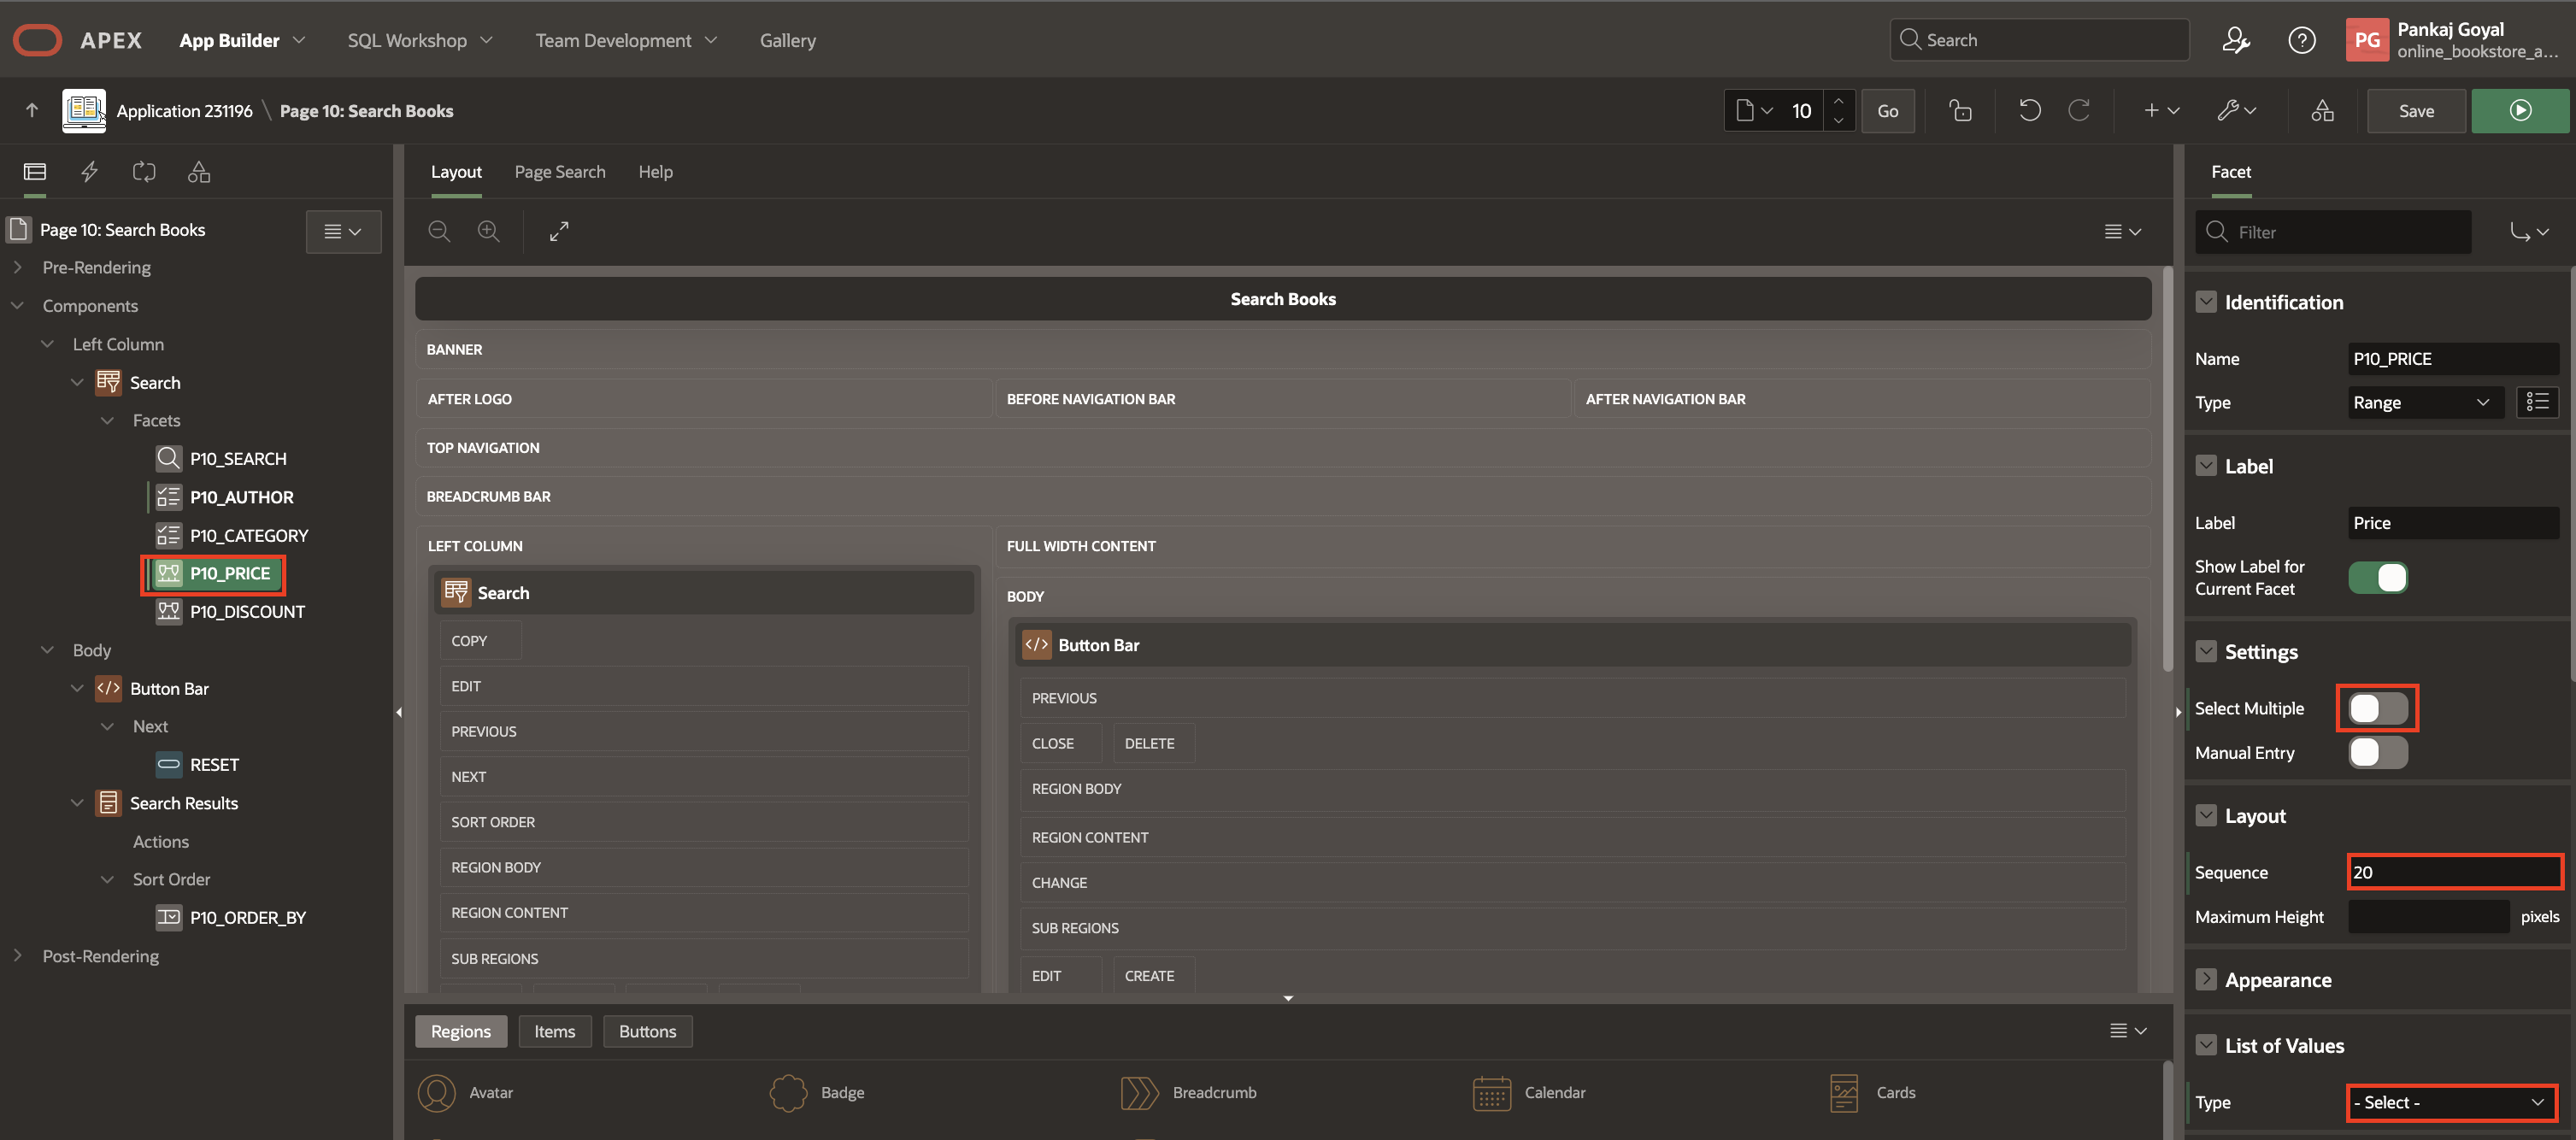 APEX App Builder SQL Workshop Team Development Gallery Search PG Pankaj Goyal
online_bookstore_a...
Application 231196 \ Page 10: Search Books 10 Go Save
Layout Page Search Help
Facet
Page 10: Search Books
Filter
Pre-Rendering
Components
Left Column
Search
Facets
P10_SEARCH
P10_AUTHOR
P10_CATEGORY
P10_PRICE
P10_DISCOUNT
Body
Button Bar
Next
RESET
Search Results
Actions
Sort Order
P10_ORDER_BY
Post-Rendering
Search Books
BANNER
AFTER LOGO BEFORE NAVIGATION BAR AFTER NAVIGATION BAR
TOP NAVIGATION
BREADCRUMB BAR
LEFT COLUMN
Search
COPY
EDIT
PREVIOUS
NEXT
SORT ORDER
REGION BODY
REGION CONTENT
SUB REGIONS
FULL WIDTH CONTENT
BODY
</> Button Bar
PREVIOUS
CLOSE DELETE
REGION BODY
REGION CONTENT
CHANGE
SUB REGIONS
EDIT CREATE
Regions Items Buttons
Avatar Badge Breadcrumb Calendar Cards
Identification
Name P10_PRICE
Type Range
Label
Label Price
Show Label for
Current Facet
Settings
Select Multiple
Manual Entry
Layout
Sequence 20
Maximum Height pixels
Appearance
List of Values
Type - Select -